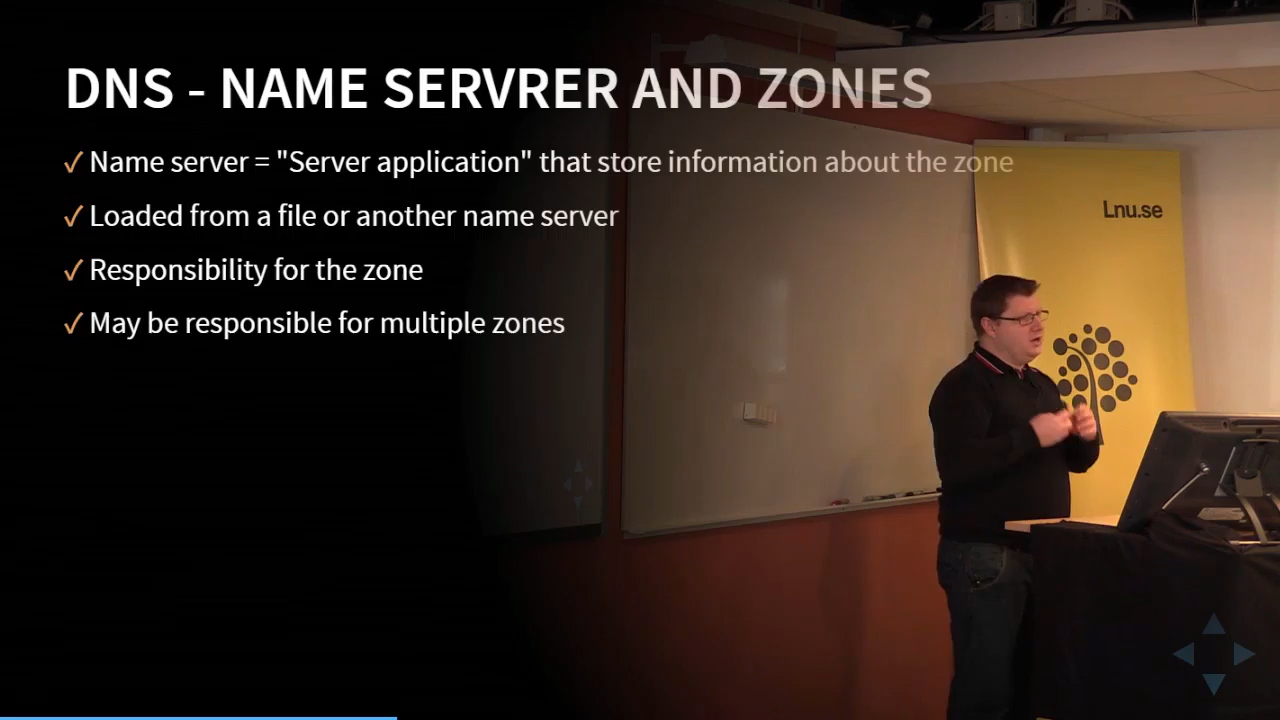 DNS - NAME SERVRER AND ZONES
✓ Name server = "Server application" that store information about the zone
✓ Loaded from a file or another name server
✓ Responsibility for the zone
✓ May be responsible for multiple zones
Lnu.se